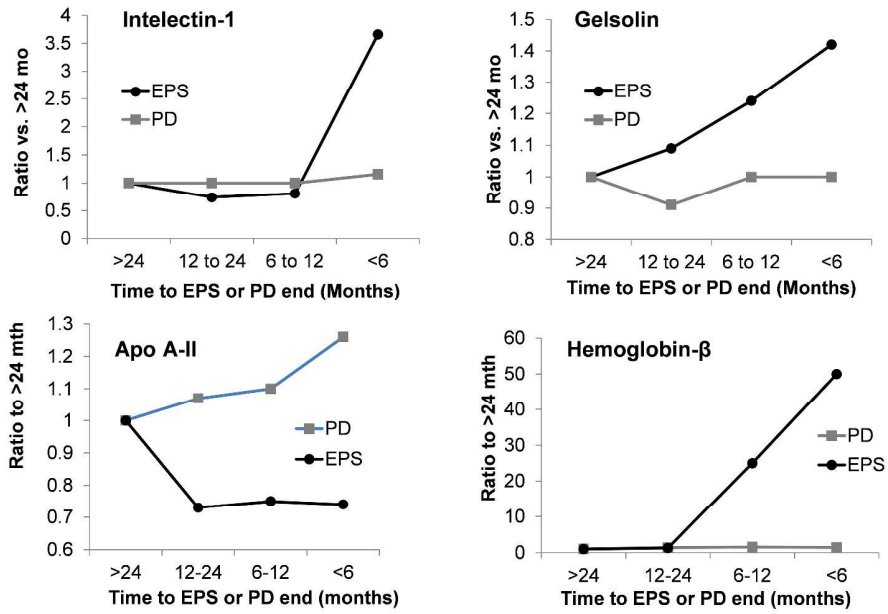 Intelectin-1
Ratio vs. >24 mo
4
3.5
3
2.5
2
1.5
1
0.5
0
EPS
PD
>24 12 to 24 6 to 12 <6
Time to EPS or PD end (Months)
Gelsolin
Ratio vs. >24 mo
1.5
1.4
1.3
1.2
1.1
1
0.9
0.8
EPS
PD
>24 12 to 24 6 to 12 <6
Time to EPS or PD end (Months)
Apo A-II
Ratio to >24 mth
1.3
1.2
1.1
1
0.9
0.8
0.7
0.6
PD
EPS
>24 12-24 6-12 <6
Time to EPS or PD end (months)
Hemoglobin-β
Ratio to >24 mth
60
50
40
30
20
10
0
PD
EPS
>24 12-24 6-12 <6
Time to EPS or PD end (months)